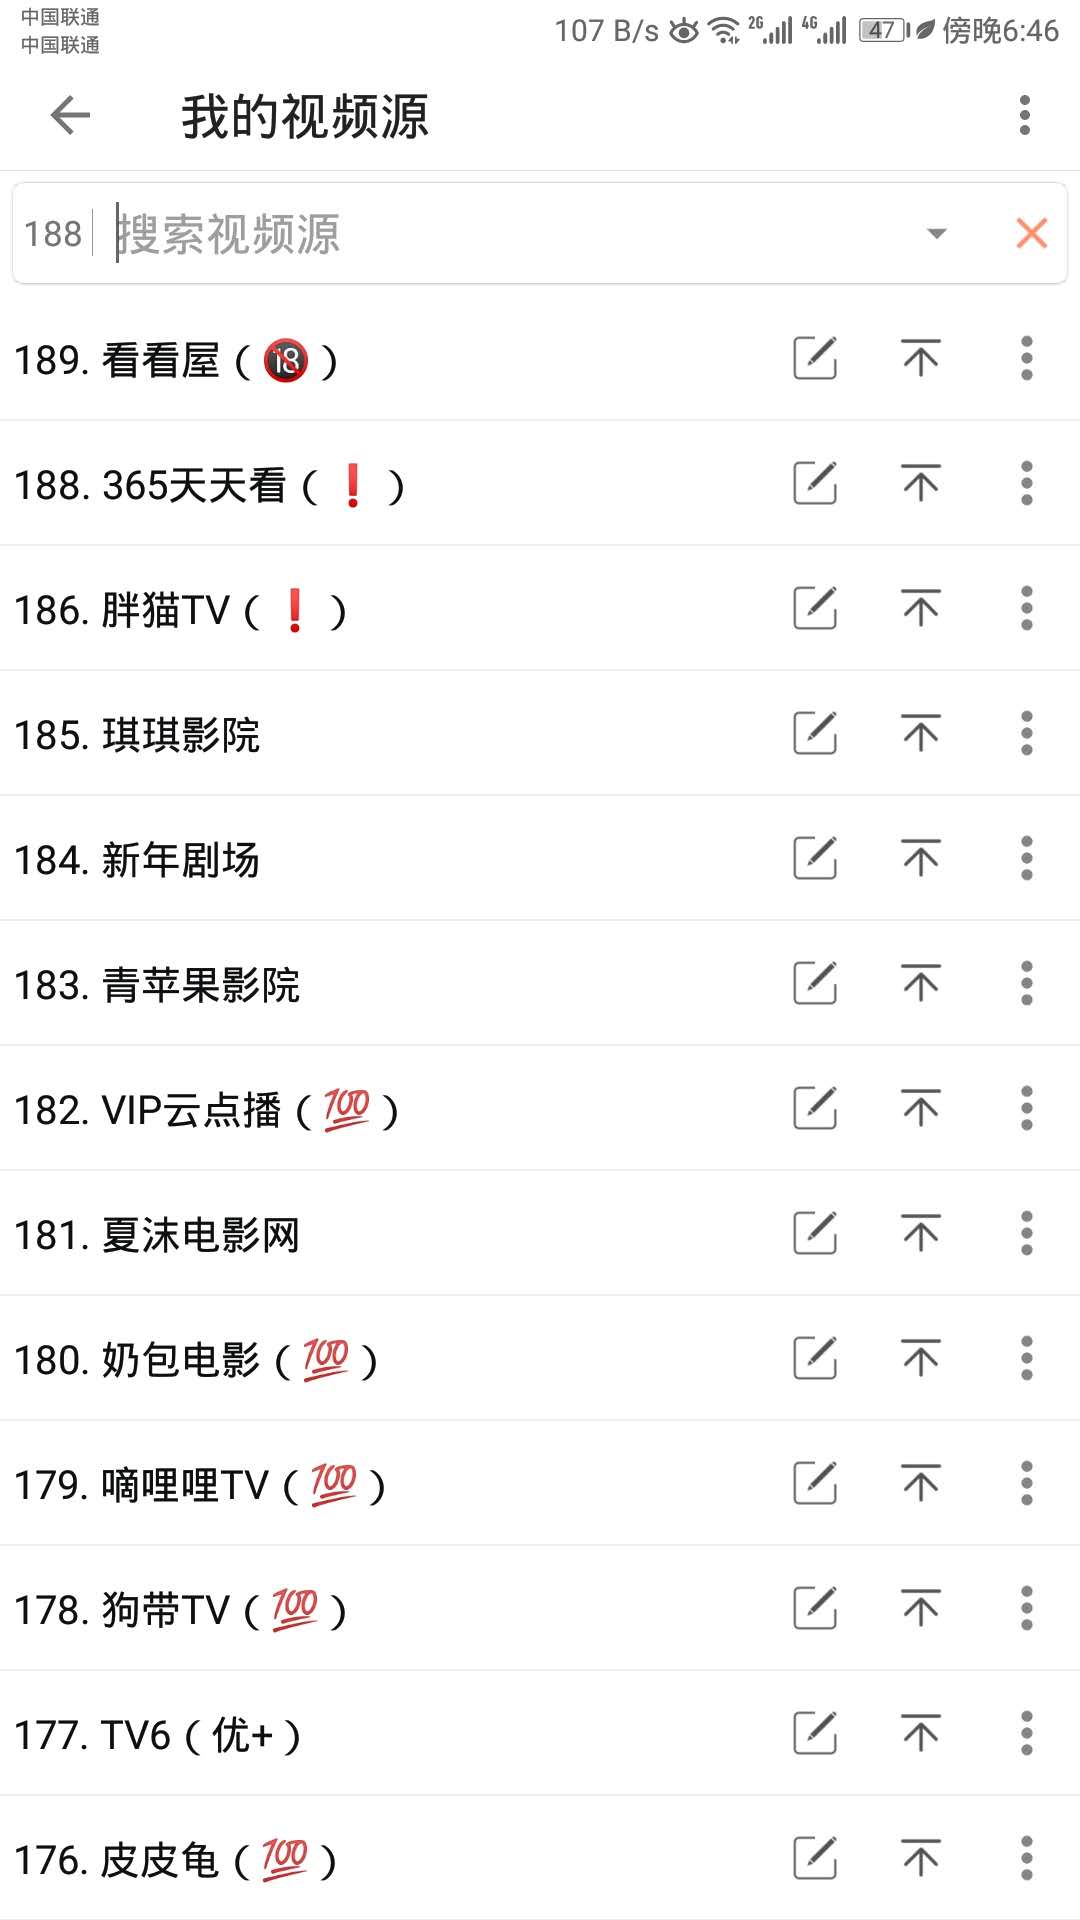 中国联通
中国联通
107 B/s 2G 4G 47 傍晚6:46
我的视频源
188 搜索视频源
189. 看看屋（🔞）
188. 365天天看（❗）
186. 胖猫TV（❗）
185. 琪琪影院
184. 新年剧场
183. 青苹果影院
182. VIP云点播（💯）
181. 夏沫电影网
180. 奶包电影（💯）
179. 嘀哩哩TV（💯）
178. 狗带TV（💯）
177. TV6（优+）
176. 皮皮龟（💯）